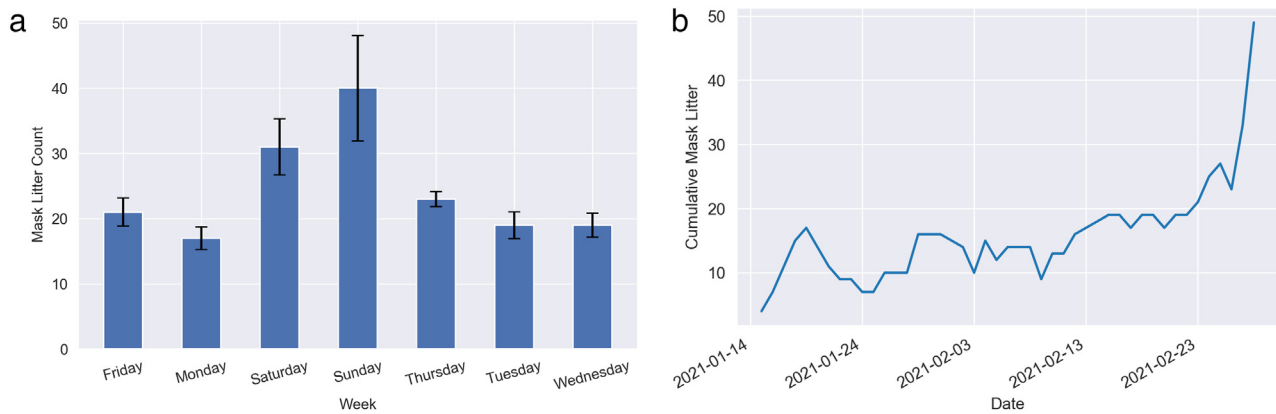 a
50
40
30
20
10
0
Mask Litter Count
Friday
Monday
Saturday
Sunday
Thursday
Tuesday
Wednesday
Week
b
50
40
30
20
10
Cumulative Mask Litter
2021-01-14
2021-01-24
2021-02-03
2021-02-13
2021-02-23
Date